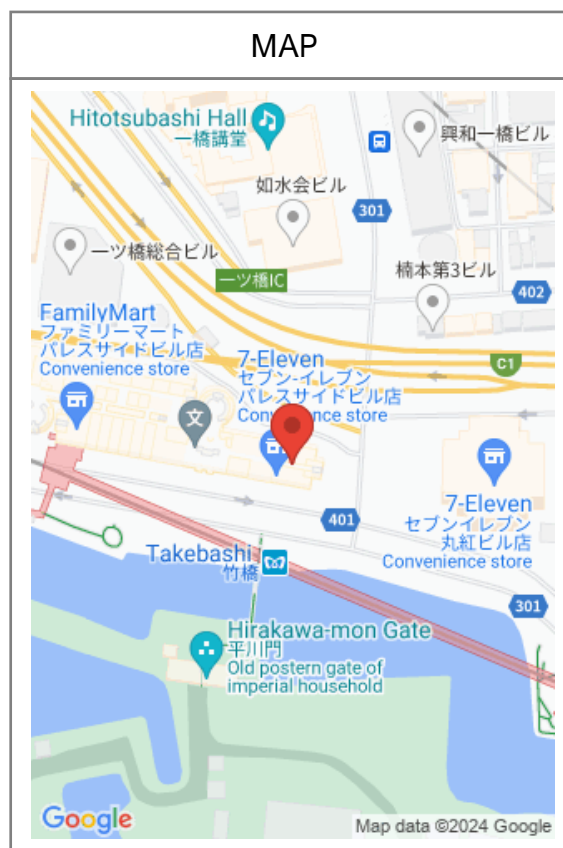 MAP
Hitotsubashi Hall
一橋講堂
興和一橋ビル
如水会ビル
301
一ツ橋総合ビル
一ツ橋IC
楠本第3ビル
402
FamilyMart
ファミリーマート
パレスサイドビル店
Convenience store
7-Eleven
セブン-イレブン
パレスサイドビル店
Convenience store
C1
文
401
7-Eleven
セブンイレブン
丸紅ビル店
Convenience store
Takebashi
竹橋
301
Hirakawa-mon Gate
平川門
Old postern gate of
imperial household
Google
Map data ©2024 Google